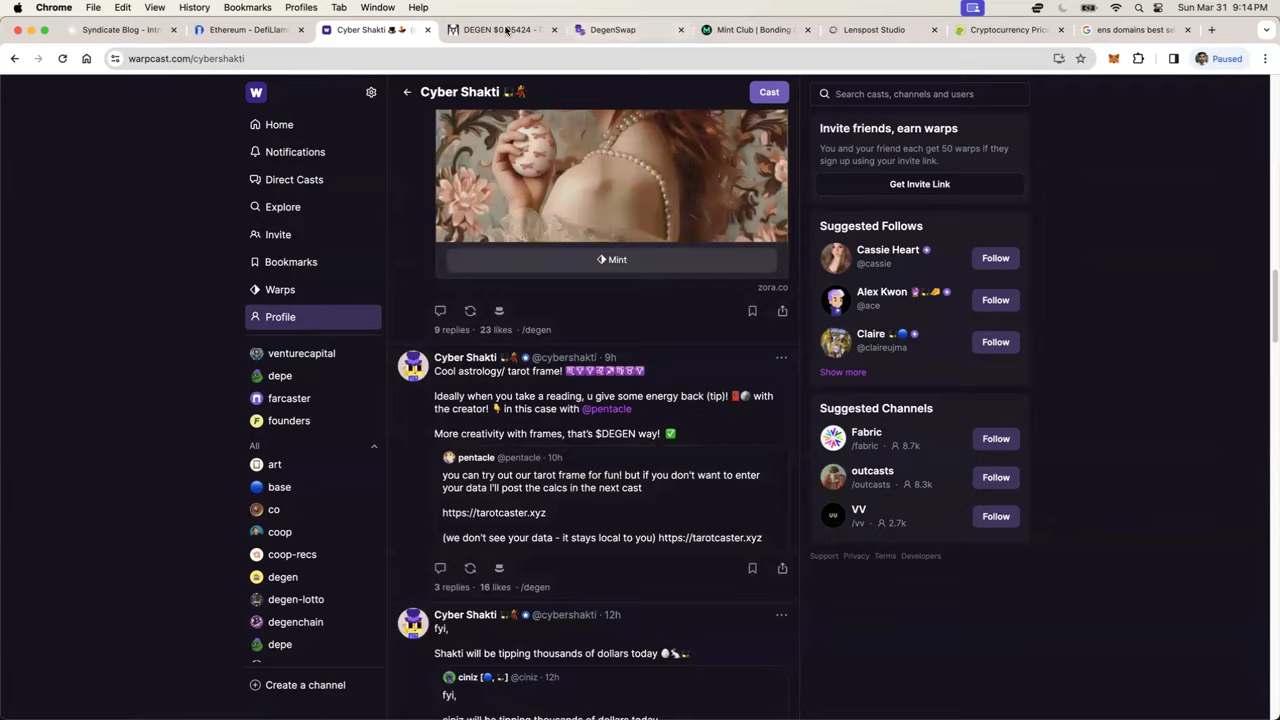 Chrome File Edit View History Bookmarks Profiles Tab Window Help
Sun Mar 31 9:14 PM
Syndicate Blog - Intr
Ethereum - DefiLlam
Cyber Shakti
DEGEN
DegenSwap
Mint Club | Bonding C
Lenspost Studio
Cryptocurrency Price
ens domains best se
warpcast.com/cybershakti
Paused
W
Home
Notifications
Direct Casts
Explore
Invite
Bookmarks
Warps
Profile
venturecapital
depe
farcaster
founders
All
art
base
co
coop
coop-recs
degen
degen-lotto
degenchain
depe
Create a channel
Cyber Shakti
Cast
Mint
zora.co
9 replies · 23 likes · /degen
Cyber Shakti @cybershakti · 9h
Cool astrology/ tarot frame!
Ideally when you take a reading, u give some energy back (tip)! with
the creator! in this case with @pentacle
More creativity with frames, that's $DEGEN way!
pentacle @pentacle · 10h
you can try out our tarot frame for fun! but if you don't want to enter
your data I'll post the calcs in the next cast
https://tarotcaster.xyz
(we don't see your data - it stays local to you) https://tarotcaster.xyz
3 replies · 16 likes · /degen
Cyber Shakti @cybershakti · 12h
fyi,
Shakti will be tipping thousands of dollars today
ciniz @ciniz · 12h
fyi,
ciniz will be tipping thousands of dollars today
Search casts, channels and users
Invite friends, earn warps
You and your friend each get 50 warps if they
sign up using your invite link.
Get Invite Link
Suggested Follows
Cassie Heart
@cassie
Follow
Alex Kwon
@ace
Follow
Claire
@claireujma
Follow
Show more
Suggested Channels
Fabric
/fabric · 8.7k
Follow
outcasts
/outcasts · 8.3k
Follow
VV
/vv · 2.7k
Follow
Support Privacy Terms Developers